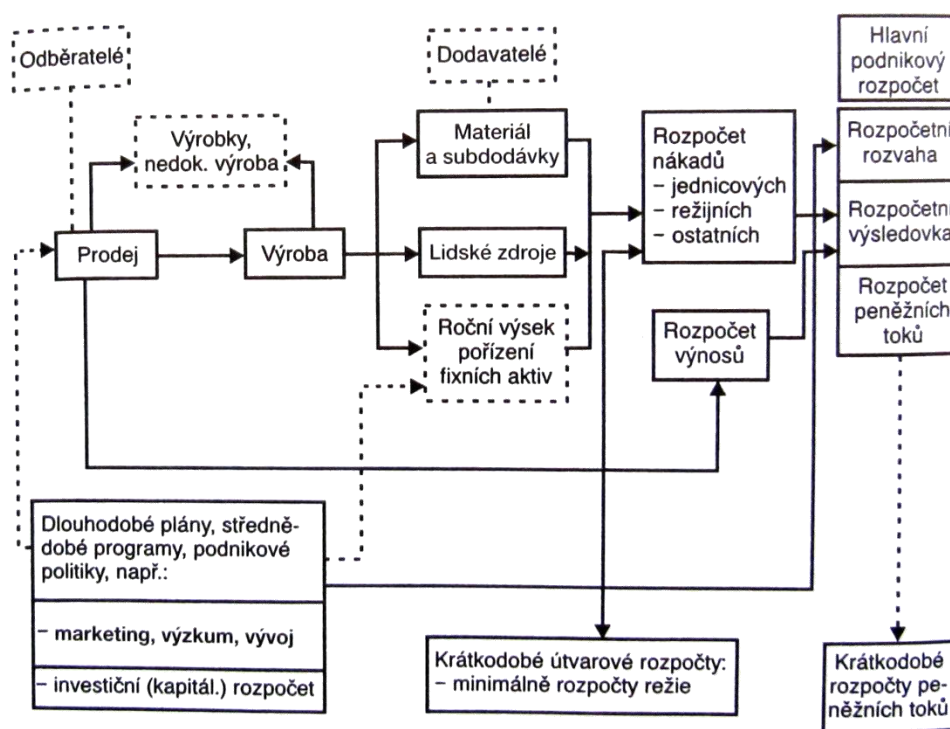 Odběratelé
Dodavatelé
Hlavní
podnikový
rozpočet
Výrobky,
nedok. výroba
Materiál
a subdodávky
Rozpočet
nákadů
– jednicových
– režijních
– ostatních
Rozpočetní
rozvaha
Prodej
Výroba
Lidské zdroje
Rozpočetní
výsledovka
Roční výsek
pořízení
fixních aktiv
Rozpočet
výnosů
Rozpočet
peněžních
toků
Dlouhodobé plány, středně-
dobé programy, podnikové
politiky, např.:
– marketing, výzkum, vývoj
– investiční (kapitál.) rozpočet
Krátkodobé útvarové rozpočty:
– minimálně rozpočty režie
Krátkodobé
rozpočty pe-
něžních toků